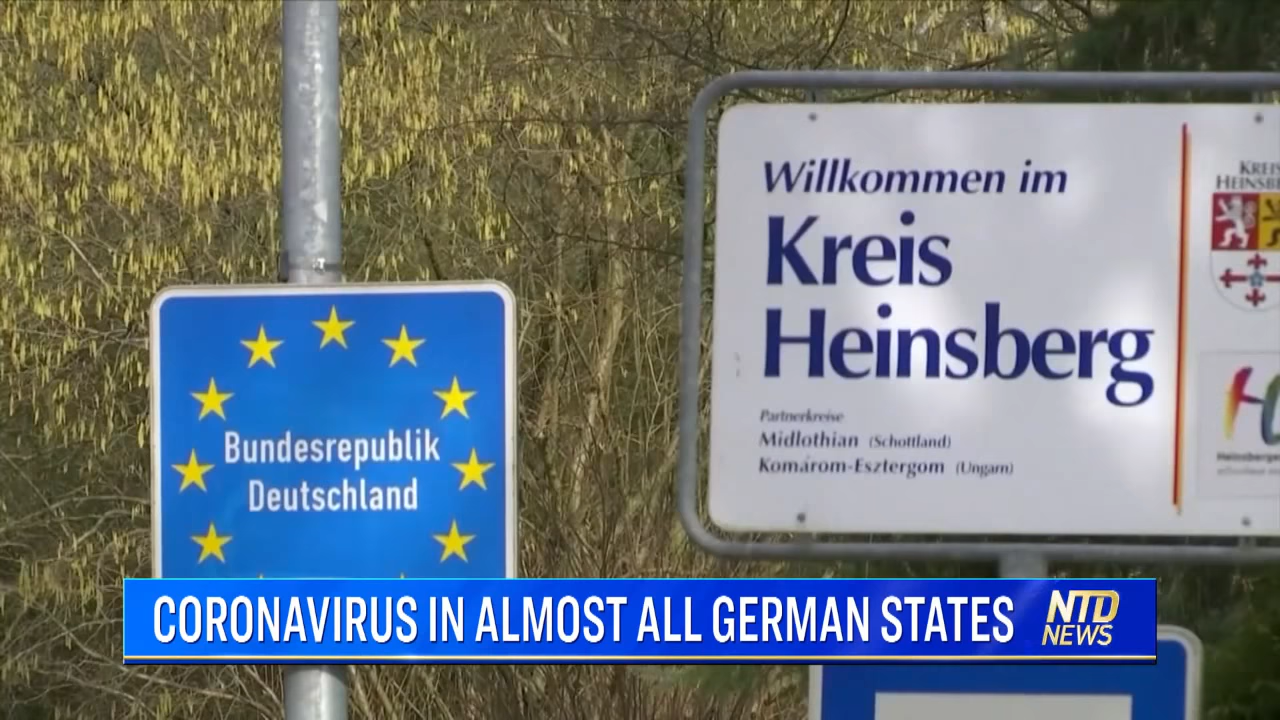 Bundesrepublik
Deutschland
Willkommen im
Kreis
Heinsberg
Partnerkreise
Midlothian (Schottland)
Komárom-Esztergom (Ungarn)
KREIS
CORONAVIRUS IN ALMOST ALL GERMAN STATES
NTD
NEWS